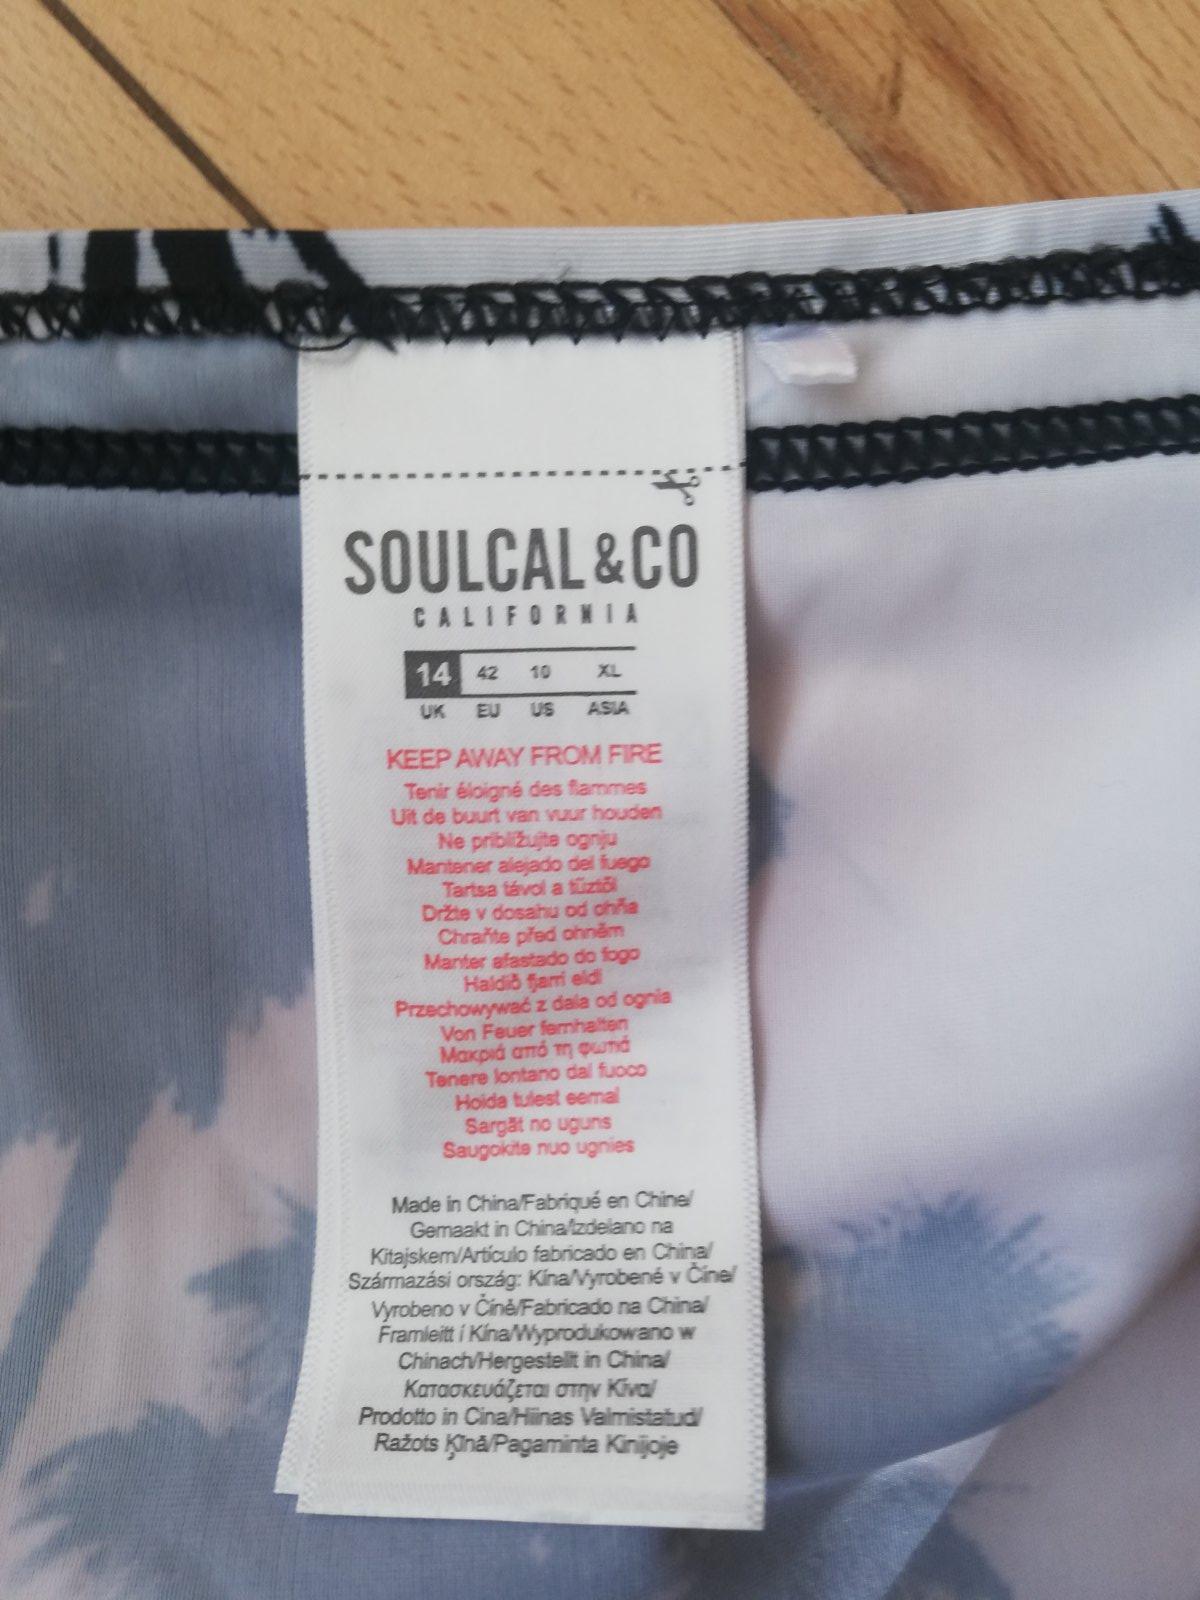 SOULCAL&CO
CALIFORNIA
14 42 10 XL
UK EU US ASIA
KEEP AWAY FROM FIRE
Tenir éloigné des flammes
Uit de buurt van vuur houden
Ne približujte ognju
Mantener alejado del fuego
Tartsa távol a tűztől
Držte v dosahu od ohňa
Chraňte před ohněm
Manter afastado do fogo
Haldið fjarri eldi
Przechowywać z dala od ognia
Von Feuer fernhalten
Μακριά από τη φωτιά
Tenere lontano dal fuoco
Hoida tulest eemal
Sargāt no uguns
Saugokite nuo ugnies
Made in China/Fabriqué en Chine/
Gemaakt in China/Izdelano na
Kitajskem/Artículo fabricado en China/
Származási ország: Kína/Vyrobené v Číne/
Vyrobeno v Číně/Fabricado na China/
Framleitt í Kína/Wyprodukowano w
Chinach/Hergestellt in China/
Κατασκευάζεται στην Κίνα/
Prodotto in Cina/Hiinas Valmistatud/
Ražots Ķīnā/Pagaminta Kinijoje